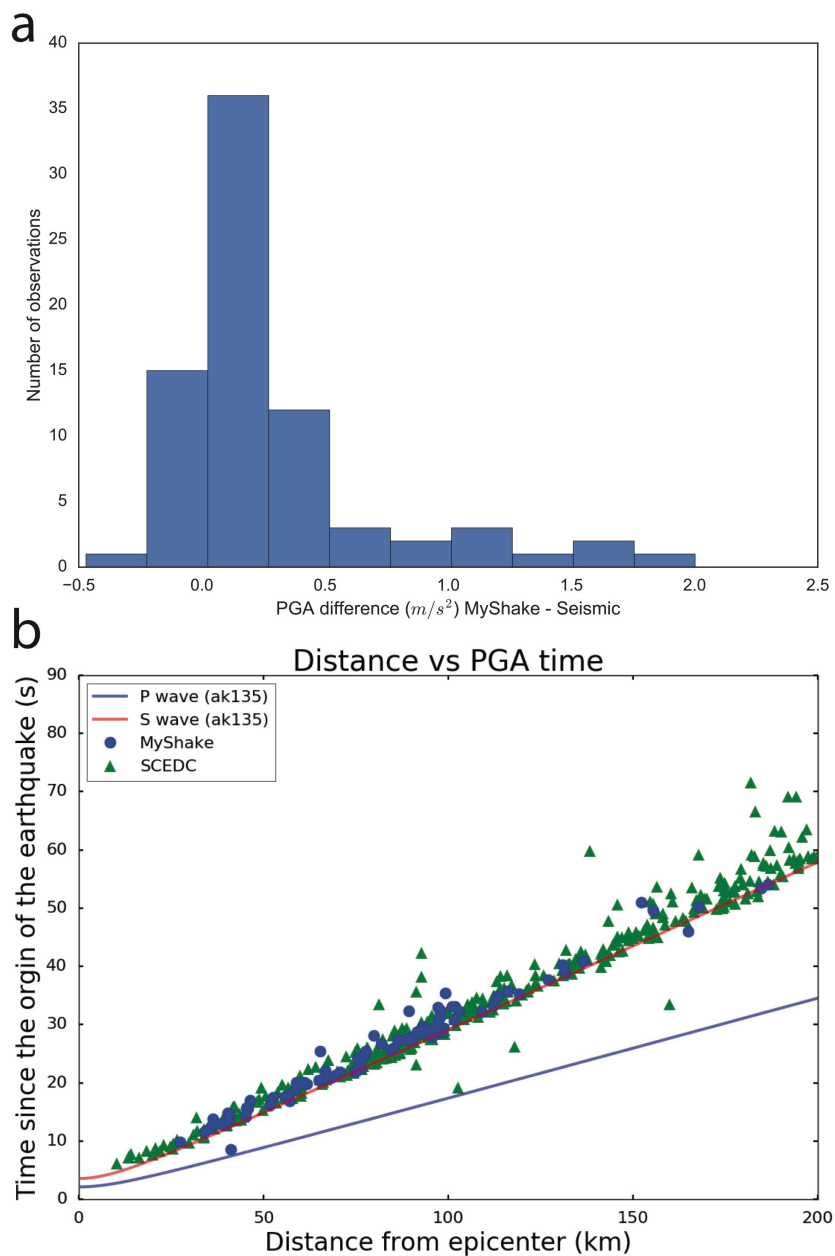 a
40
35
30
25
20
15
10
5
0
Number of observations
−0.5 0.0 0.5 1.0 1.5 2.0 2.5
PGA difference (m/s²) MyShake - Seismic
b
Distance vs PGA time
90
80
70
60
50
40
30
20
10
0
Time since the orgin of the earthquake (s)
P wave (ak135)
S wave (ak135)
MyShake
SCEDC
0 50 100 150 200
Distance from epicenter (km)